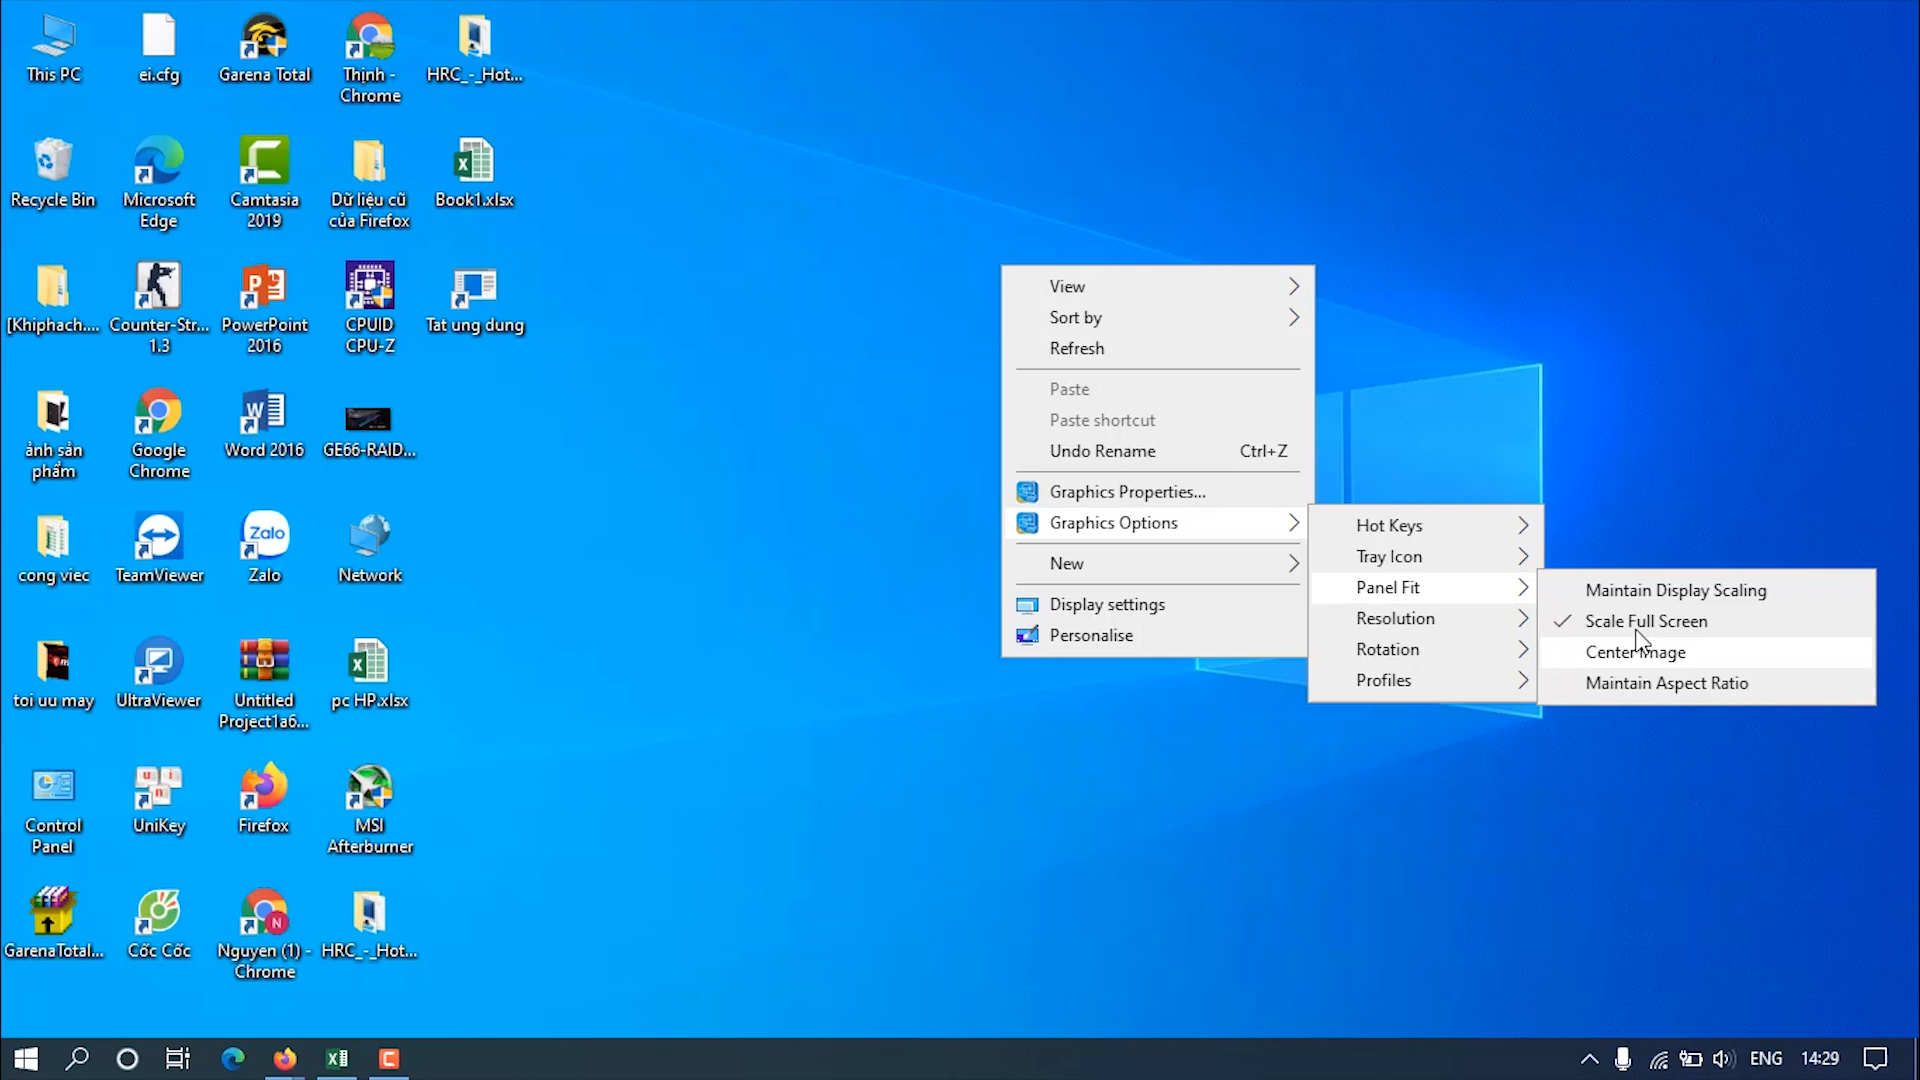 This PC
ei.cfg
Garena Total
Thịnh -
Chrome
HRC_-_Hot...
Recycle Bin
Microsoft
Edge
Camtasia
2019
Dữ liệu cũ
của Firefox
Book1.xlsx
[Khiphach....
Counter-Str...
1.3
PowerPoint
2016
CPUID
CPU-Z
Tat ung dung
ảnh sản
phẩm
Google
Chrome
Word 2016
GE66-RAID...
cong viec
TeamViewer
Zalo
Zalo
Network
toi uu may
UltraViewer
Untitled
Project1a6...
pc HP.xlsx
Control
Panel
UniKey
Firefox
MSI
Afterburner
GarenaTotal...
Cốc Cốc
Nguyen (1) -
Chrome
HRC_-_Hot...
View
Sort by
Refresh
Paste
Paste shortcut
Undo Rename Ctrl+Z
Graphics Properties...
Graphics Options
New
Display settings
Personalise
Hot Keys
Tray Icon
Panel Fit
Resolution
Rotation
Profiles
Maintain Display Scaling
Scale Full Screen
Center Image
Maintain Aspect Ratio
ENG 14:29